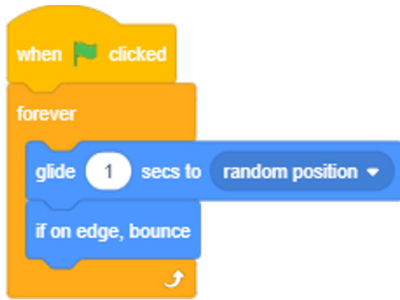 when clicked
forever
glide 1 secs to random position
if on edge, bounce